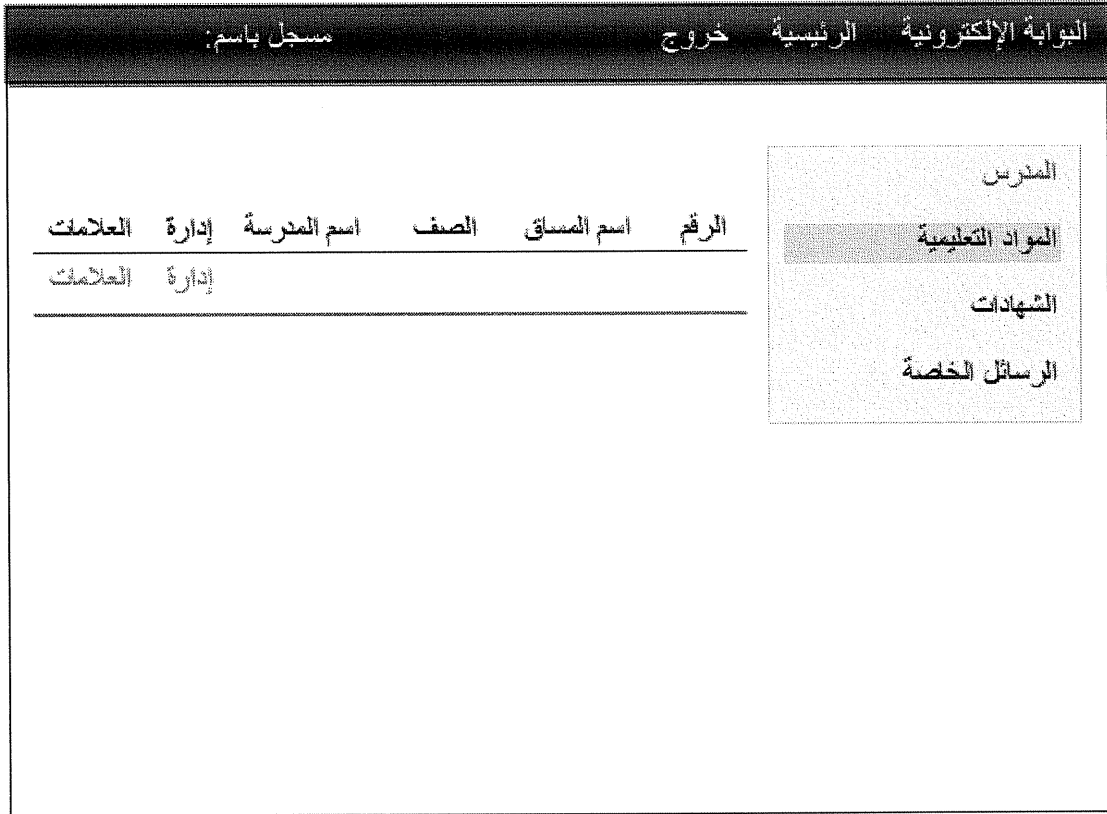 البوابة الإلكترونية الرئيسية خروج مسجل باسم:
المدرس
المواد التعليمية
الشهادات
الرسائل الخاصة
الرقم اسم المساق الصف اسم المدرسة إدارة العلامات
إدارة العلامات